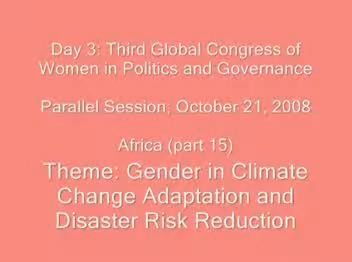 Day 3: Third Global Congress of
Women in Politics and Governance
Parallel Session, October 21, 2008
Africa (part 15)
Theme: Gender in Climate
Change Adaptation and
Disaster Risk Reduction